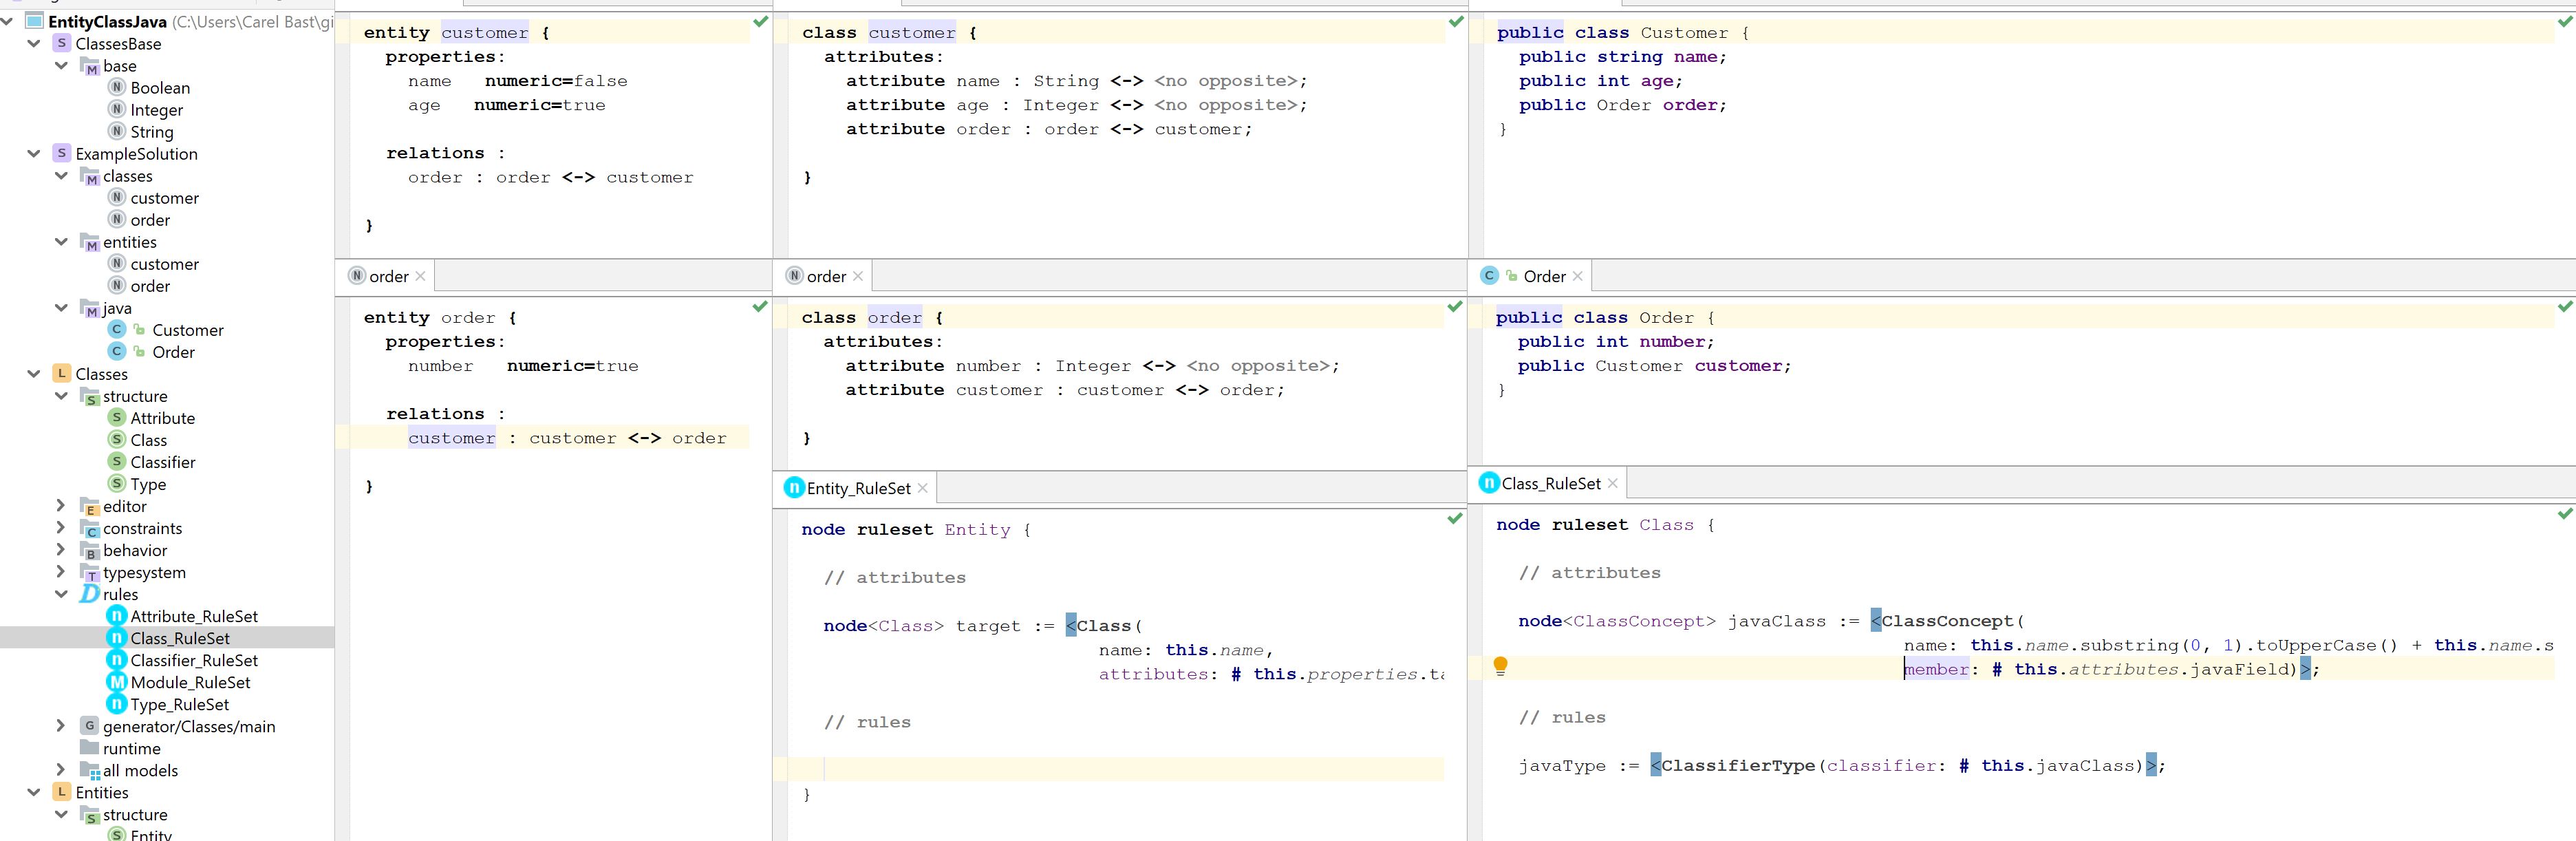 EntityClassJava (C:\Users\Carel Bast\gi
ClassesBase
base
Boolean
Integer
String
ExampleSolution
classes
customer
order
entities
customer
order
java
Customer
Order
Classes
structure
Attribute
Class
Classifier
Type
editor
constraints
behavior
typesystem
rules
Attribute_RuleSet
Class_RuleSet
Classifier_RuleSet
Module_RuleSet
Type_RuleSet
generator/Classes/main
runtime
all models
Entities
structure
Entity
entity customer {
properties:
name numeric=false
age numeric=true
relations :
order : order <-> customer
}
order
entity order {
properties:
number numeric=true
relations :
customer : customer <-> order
}
class customer {
attributes:
attribute name : String <-> <no opposite>;
attribute age : Integer <-> <no opposite>;
attribute order : order <-> customer;
}
order
class order {
attributes:
attribute number : Integer <-> <no opposite>;
attribute customer : customer <-> order;
}
Entity_RuleSet
node ruleset Entity {
// attributes
node<Class> target := <Class(
name: this.name,
attributes: # this.properties.ta
// rules
}
public class Customer {
public string name;
public int age;
public Order order;
}
Order
public class Order {
public int number;
public Customer customer;
}
Class_RuleSet
node ruleset Class {
// attributes
node<ClassConcept> javaClass := <ClassConcept(
name: this.name.substring(0, 1).toUpperCase() + this.name.s
member: # this.attributes.javaField)>;
// rules
javaType := <ClassifierType(classifier: # this.javaClass)>;